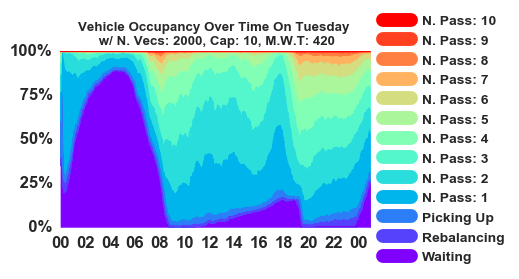 Vehicle Occupancy Over Time On Tuesday
w/ N. Vecs: 2000, Cap: 10, M.W.T: 420
100%
75%
50%
25%
0%
00 02 04 06 08 10 12 14 16 18 20 22 00
N. Pass: 10
N. Pass: 9
N. Pass: 8
N. Pass: 7
N. Pass: 6
N. Pass: 5
N. Pass: 4
N. Pass: 3
N. Pass: 2
N. Pass: 1
Picking Up
Rebalancing
Waiting